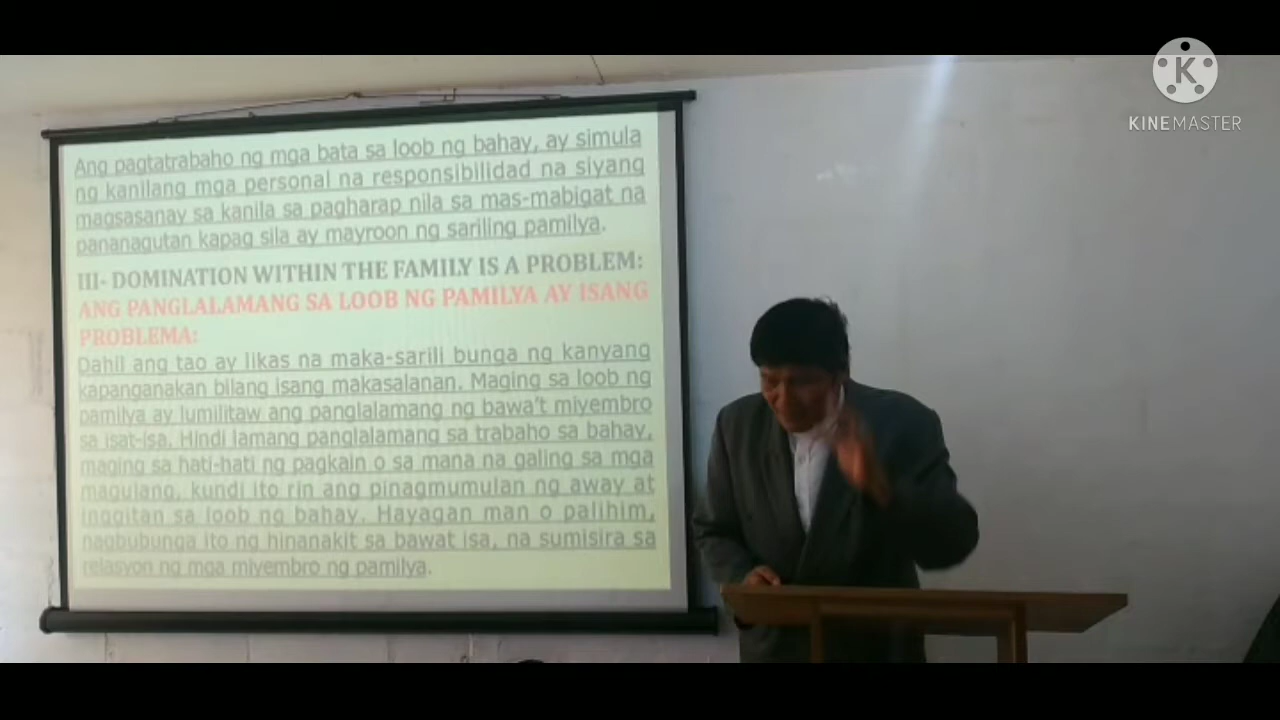 Ang pagtatrabaho ng mga bata sa loob ng bahay, ay simula
ng kanilang mga personal na responsibilidad na siyang
magsasanay sa kanila sa pagharap nila sa mas-mabigat na
pananagutan kapag sila ay mayroon ng sariling pamilya.
III- DOMINATION WITHIN THE FAMILY IS A PROBLEM:
ANG PANGLALAMANG SA LOOB NG PAMILYA AY ISANG
PROBLEMA:
Dahil ang tao ay likas na maka-sarili bunga ng kanyang
kapanganakan bilang isang makasalanan. Maging sa loob ng
pamilya ay lumilitaw ang panglalamang ng bawa't miyembro
sa isat-isa. Hindi lamang panglalamang sa trabaho sa bahay,
maging sa hati-hati ng pagkain o sa mana na galing sa mga
magulang, kundi ito rin ang pinagmumulan ng away at
inggitan sa loob ng bahay. Hayagan man o palihim,
nagbubunga ito ng hinanakit sa bawat isa, na sumisira sa
relasyon ng mga miyembro ng pamilya.
K
KINEMASTER